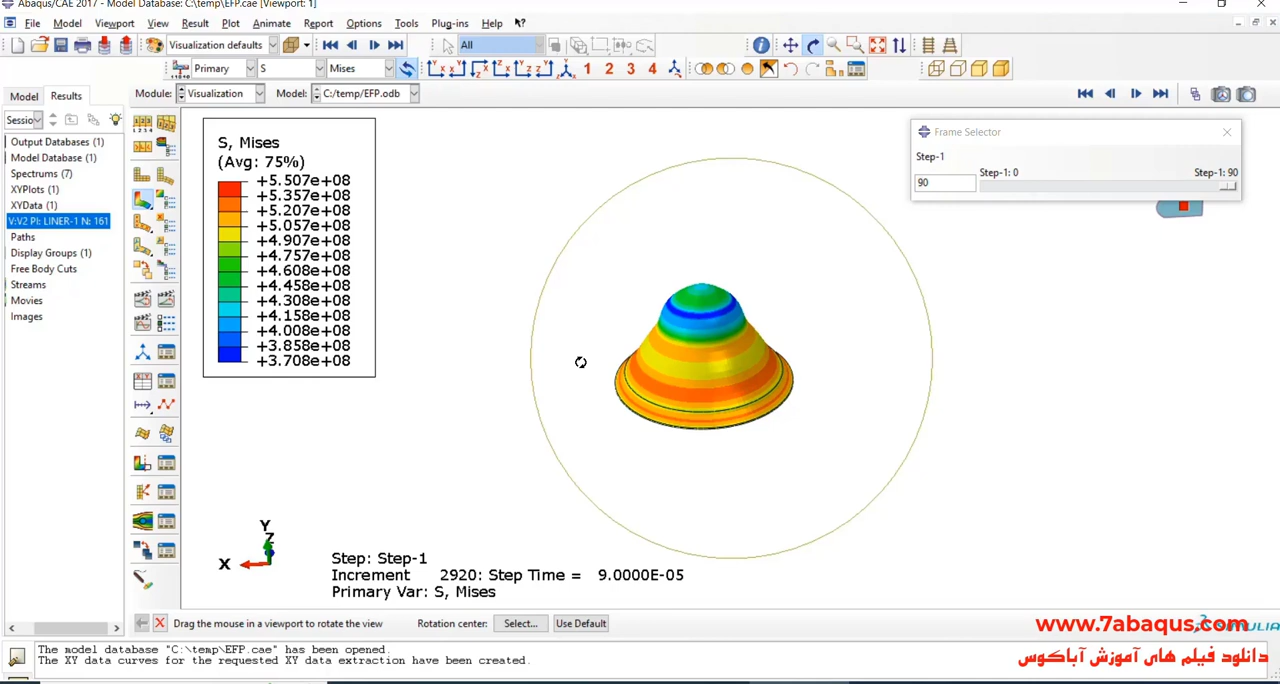 Abaqus/CAE 2017 - Model Database: C:\temp\EFP.cae [Viewport: 1]
File Model Viewport View Result Plot Animate Report Options Tools Plug-ins Help
Visualization defaults All
Primary S Mises 1 2 3 4
Model Results Module: Visualization Model: C:/temp/EFP.odb
Sessio
Output Databases (1)
Model Database (1)
Spectrums (7)
XYPlots (1)
XYData (1)
V:V2 PI: LINER-1 N: 161
Paths
Display Groups (1)
Free Body Cuts
Streams
Movies
Images
S, Mises
(Avg: 75%)
+5.507e+08
+5.357e+08
+5.207e+08
+5.057e+08
+4.907e+08
+4.757e+08
+4.608e+08
+4.458e+08
+4.308e+08
+4.158e+08
+4.008e+08
+3.858e+08
+3.708e+08
Frame Selector
Step-1
90 Step-1: 0 Step-1: 90
Y
Z
X
Step: Step-1
Increment 2920: Step Time = 9.0000E-05
Primary Var: S, Mises
Drag the mouse in a viewport to rotate the view Rotation center: Select... Use Default
www.7abaqus.com
دانلود فیلم های آموزش آباکوس
The model database "C:\temp\EFP.cae" has been opened.
The XY data curves for the requested XY data extraction have been created.